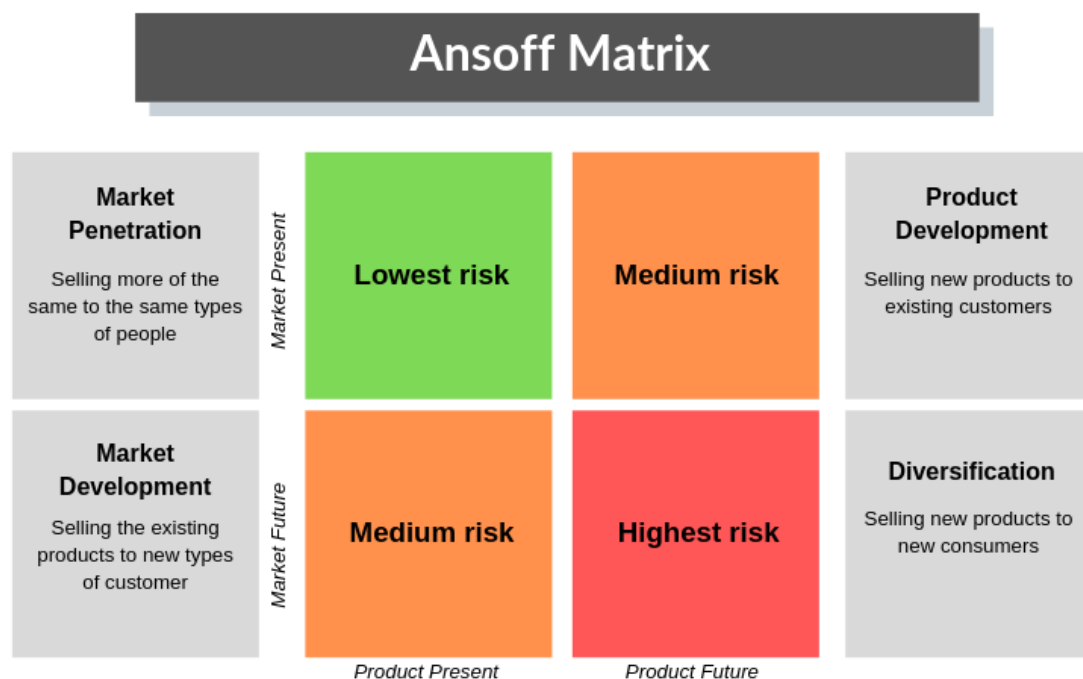 Ansoff Matrix
Market
Penetration
Selling more of the
same to the same types
of people
Market Present
Lowest risk
Medium risk
Product
Development
Selling new products to
existing customers
Market
Development
Selling the existing
products to new types
of customer
Market Future
Medium risk
Highest risk
Diversification
Selling new products to
new consumers
Product Present
Product Future